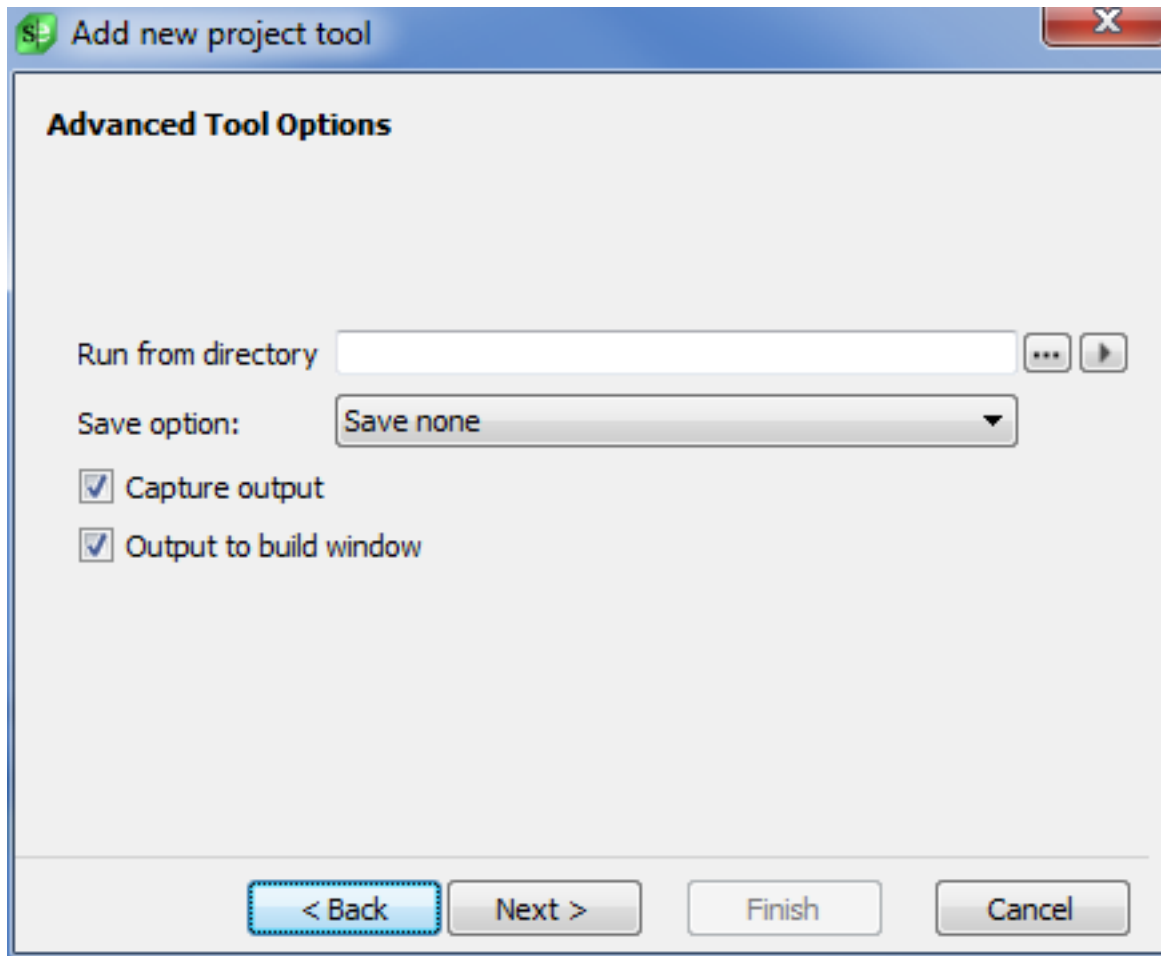 Add new project tool
Advanced Tool Options
Run from directory
Save option: Save none
Capture output
Output to build window
< Back Next > Finish Cancel